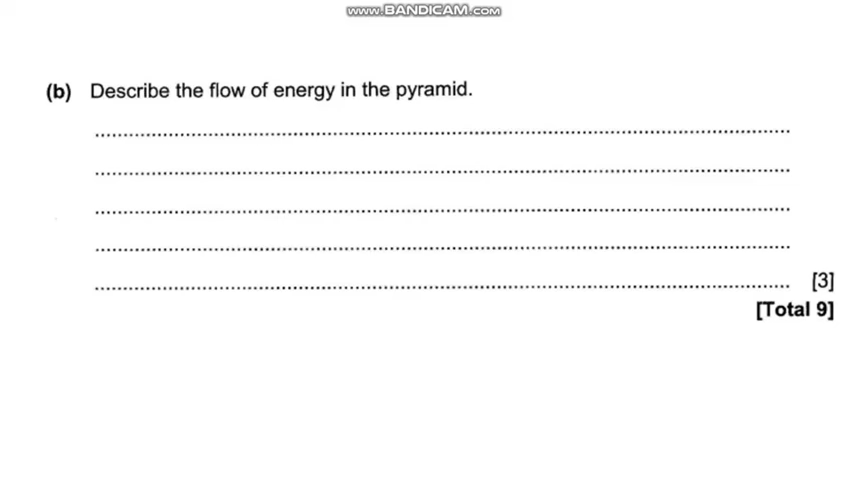 www.BANDICAM.com
(b) Describe the flow of energy in the pyramid.
[3]
[Total 9]